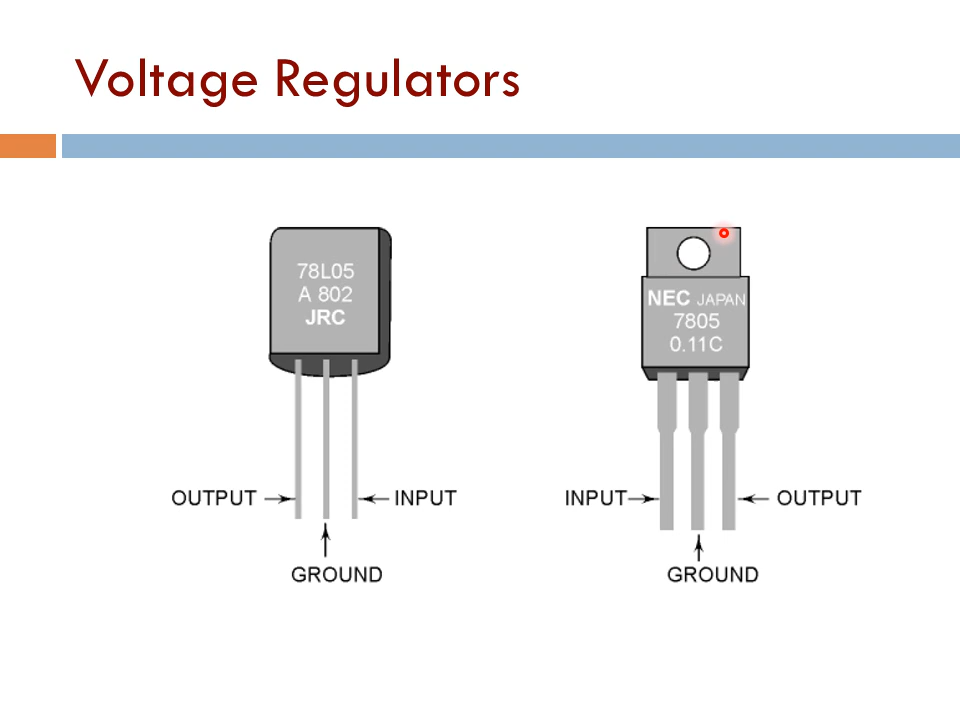 Voltage Regulators
78L05
A 802
JRC
OUTPUT
INPUT
GROUND
NEC JAPAN
7805
0.11C
INPUT
OUTPUT
GROUND